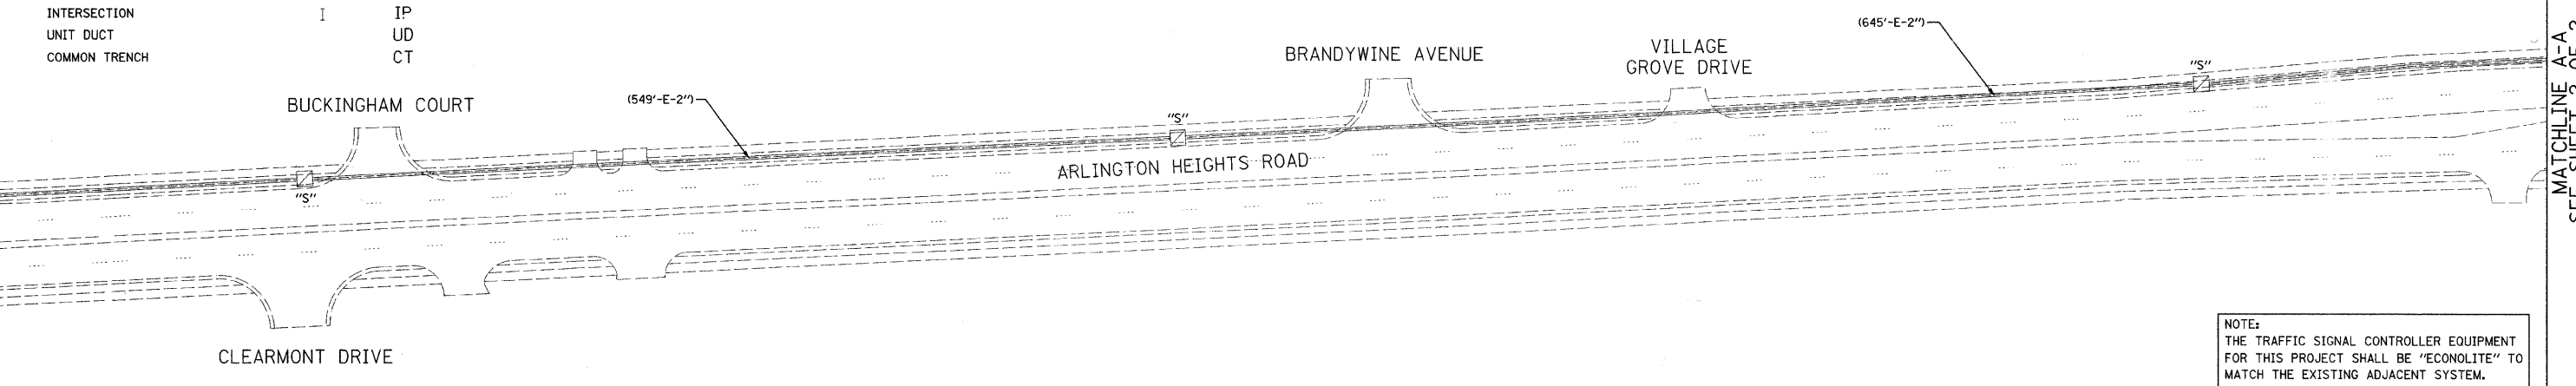 INTERSECTION I IP
UNIT DUCT UD
COMMON TRENCH CT
BUCKINGHAM COURT
(549'-E-2")
BRANDYWINE AVENUE
VILLAGE
GROVE DRIVE
(645'-E-2")
"S"
"S"
"S"
ARLINGTON HEIGHTS ROAD
CLEARMONT DRIVE
MATCHLINE A-A
NOTE:
THE TRAFFIC SIGNAL CONTROLLER EQUIPMENT
FOR THIS PROJECT SHALL BE "ECONOLITE" TO
MATCH THE EXISTING ADJACENT SYSTEM.